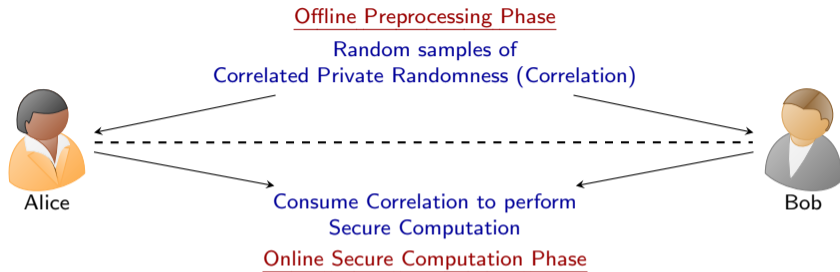 Offline Preprocessing Phase
Random samples of
Correlated Private Randomness (Correlation)
Alice
Bob
Consume Correlation to perform
Secure Computation
Online Secure Computation Phase